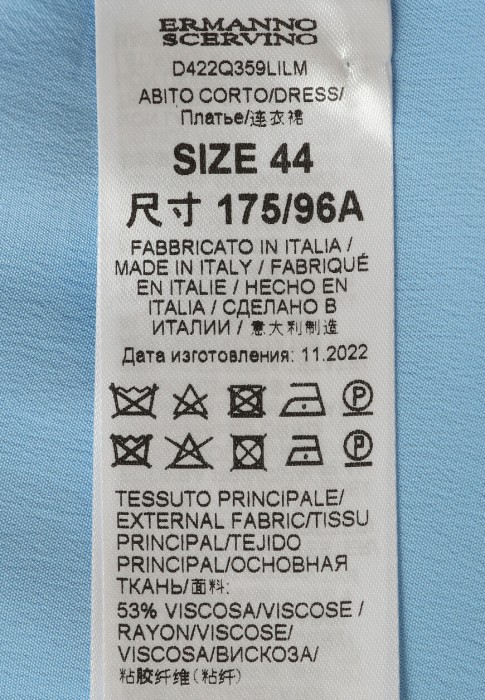 ERMANNO
SCERVINO
D422Q359LILM
ABITO CORTO/DRESS/
Платье/连衣裙
SIZE 44
尺寸 175/96A
FABBRICATO IN ITALIA /
MADE IN ITALY / FABRIQUÉ
EN ITALIE / HECHO EN
ITALIA / СДЕЛАНО В
ИТАЛИИ / 意大利制造
Дата изготовления: 11.2022
P
P
TESSUTO PRINCIPALE/
EXTERNAL FABRIC/TISSU
PRINCIPAL/TEJIDO
PRINCIPAL/ОСНОВНАЯ
ТКАНЬ/面料:
53% VISCOSA/VISCOSE /
RAYON/VISCOSE/
VISCOSA/ВИСКОЗА/
粘胶纤维(粘纤)